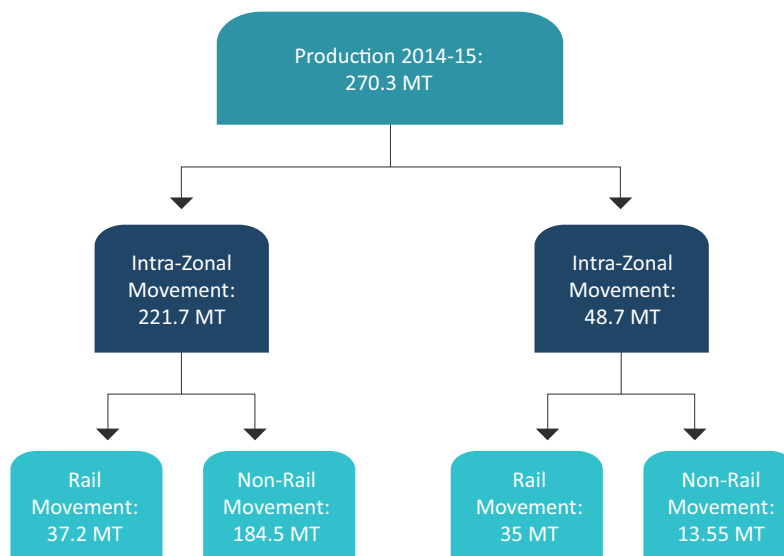 Production 2014-15:
270.3 MT
Intra-Zonal
Movement:
221.7 MT
Intra-Zonal
Movement:
48.7 MT
Rail
Movement:
37.2 MT
Non-Rail
Movement:
184.5 MT
Rail
Movement:
35 MT
Non-Rail
Movement:
13.55 MT